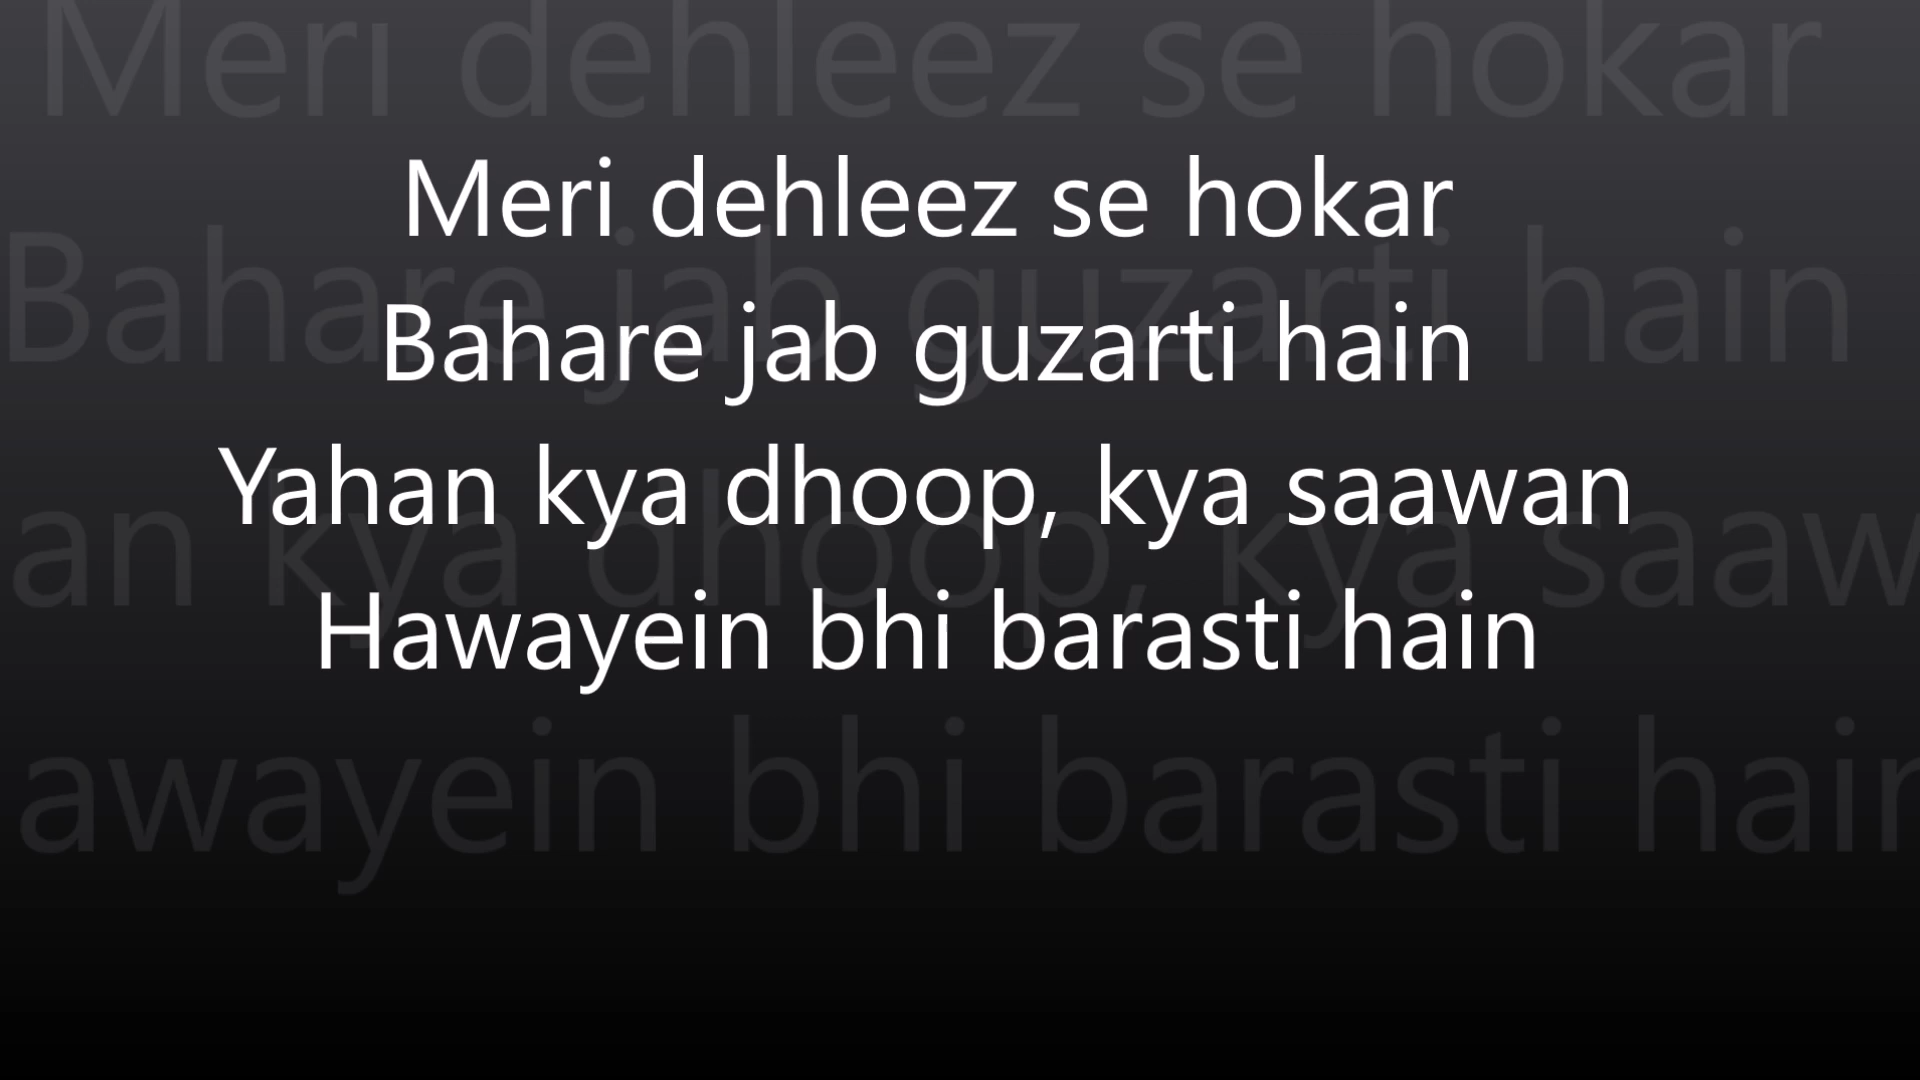 Meri dehleez se hokar
Bahare jab guzarti hain
Yahan kya dhoop, kya saawan
Hawayein bhi barasti hain